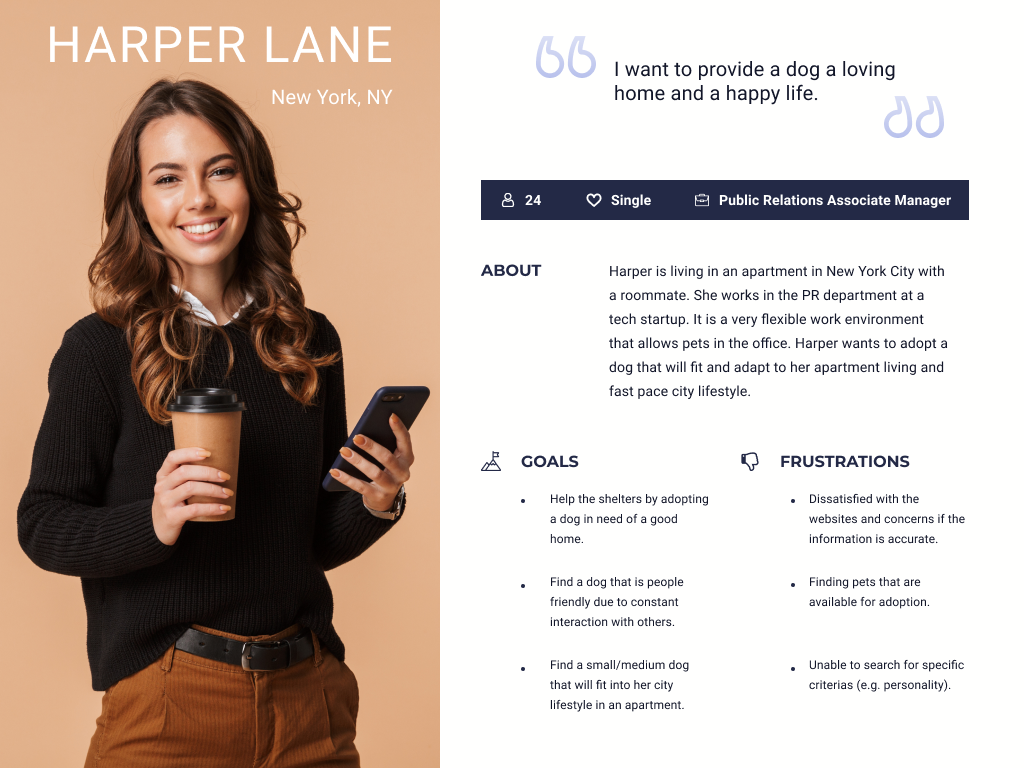 HARPER LANE
New York, NY
I want to provide a dog a loving
home and a happy life.
24 Single Public Relations Associate Manager
ABOUT
Harper is living in an apartment in New York City with
a roommate. She works in the PR department at a
tech startup. It is a very flexible work environment
that allows pets in the office. Harper wants to adopt a
dog that will fit and adapt to her apartment living and
fast pace city lifestyle.
GOALS
• Help the shelters by adopting
a dog in need of a good
home.
• Find a dog that is people
friendly due to constant
interaction with others.
• Find a small/medium dog
that will fit into her city
lifestyle in an apartment.
FRUSTRATIONS
• Dissatisfied with the
websites and concerns if the
information is accurate.
• Finding pets that are
available for adoption.
• Unable to search for specific
criterias (e.g. personality).